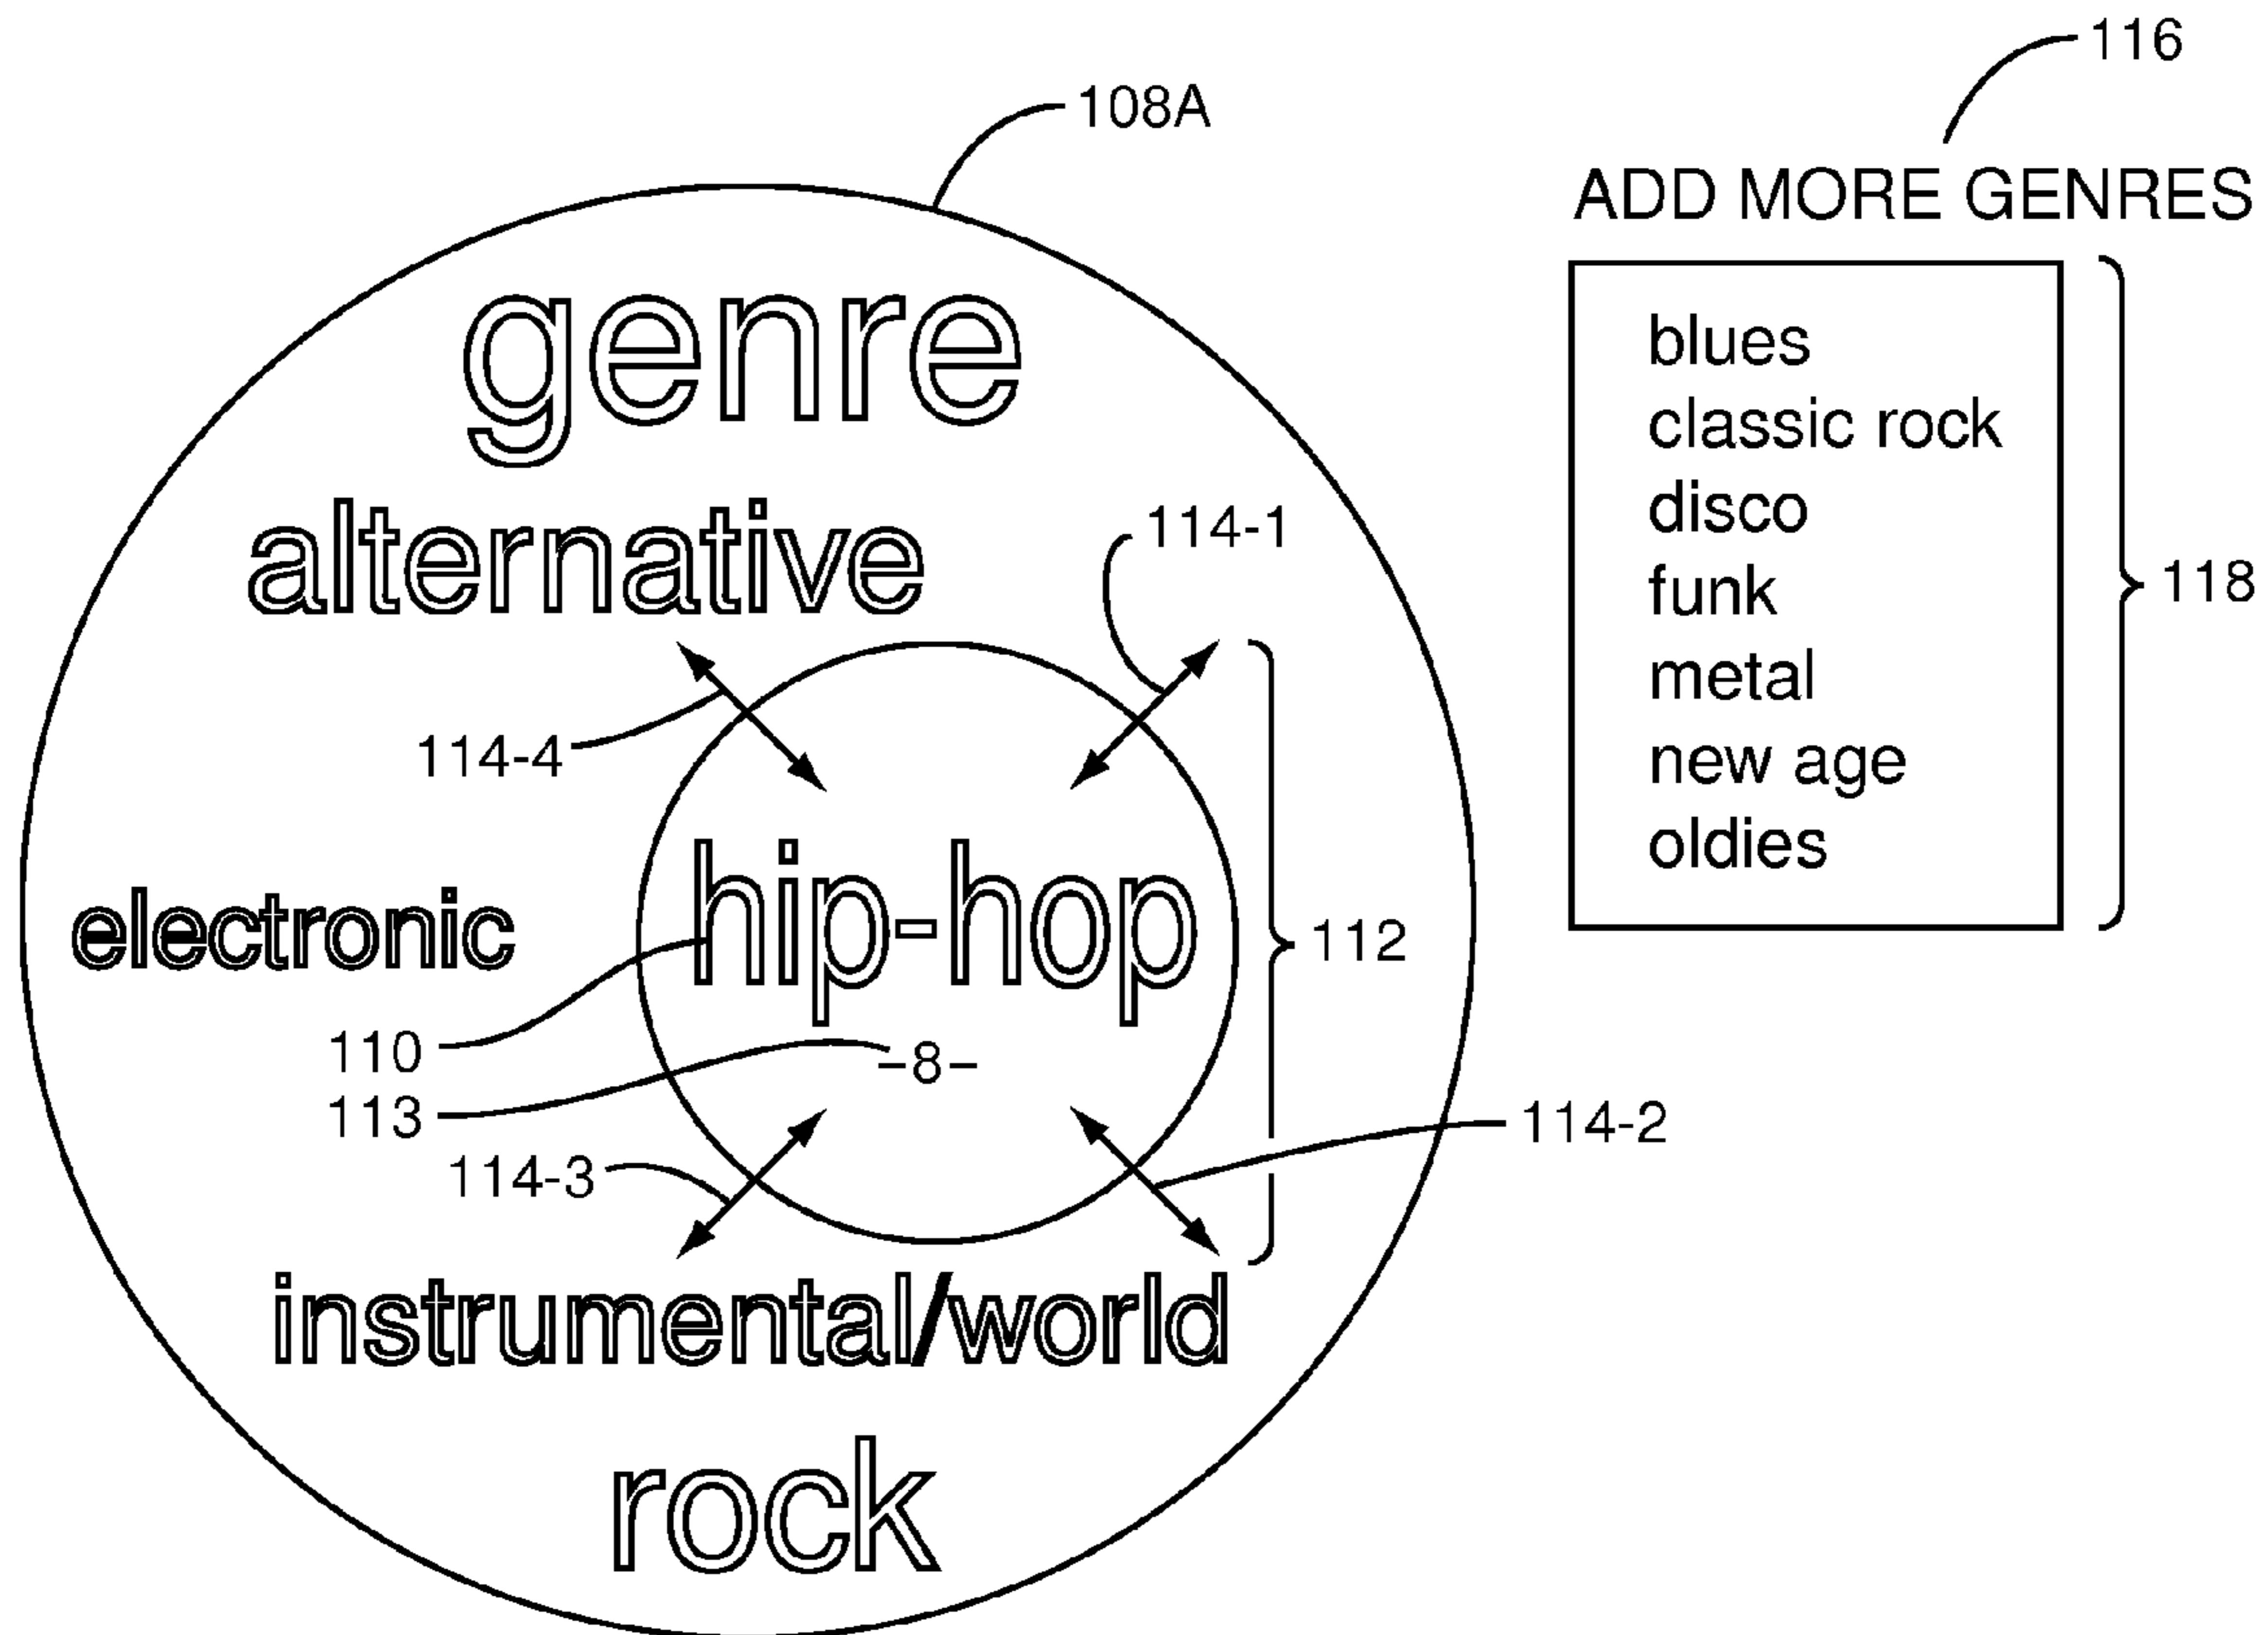 116
108A
ADD MORE GENRES
genre
blues
classic rock
alternative
114-1
disco
funk
118
metal
114-4
new age
oldies
hip-hop
electronic
112
110
-8-
113
114-2
114-3
instrumental/world
rock